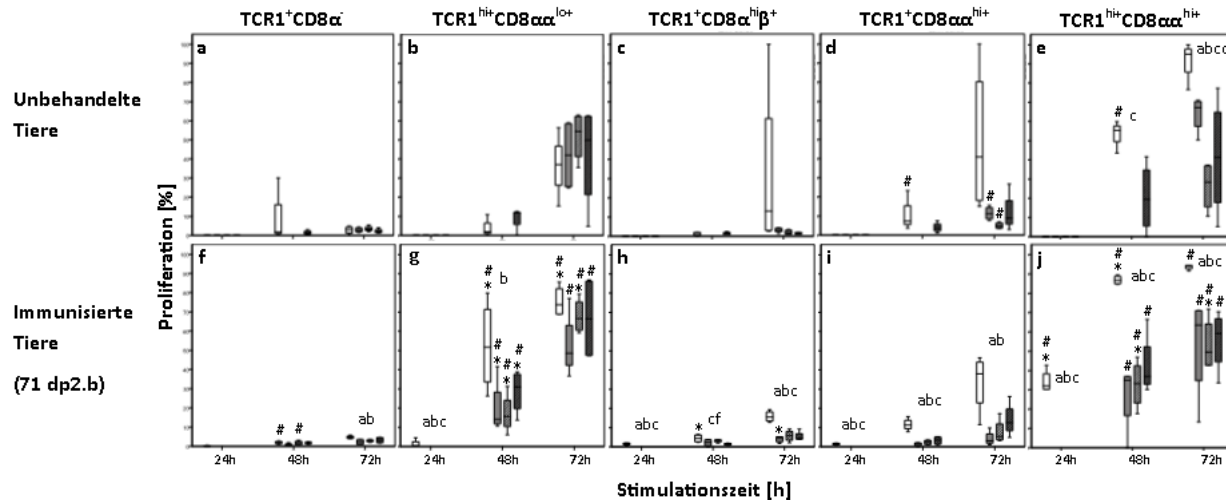 TCR1⁺CD8α⁻
TCR1ʰⁱ⁺CD8ααˡᵒ⁺
TCR1⁺CD8αʰⁱβ⁺
TCR1⁺CD8ααʰⁱ⁺
TCR1ʰⁱ⁺CD8ααʰⁱ⁺
Unbehandelte
Tiere
a
b
c
d
#
# #
e
# c
abcd
Immunisierte
Tiere
(71 dp2.b)
Proliferation [%]
f
# #
ab
g
abc
# b
*
# # #
* * *
# # # #
* *
h
abc
* cf
abc
*
i
abc
abc
ab
j
#
* abc
#
* abc
# # #
*
# abc
# # #
*
24h 48h 72h
24h 48h 72h
24h 48h 72h
24h 48h 72h
24h 48h 72h
Stimulationszeit [h]